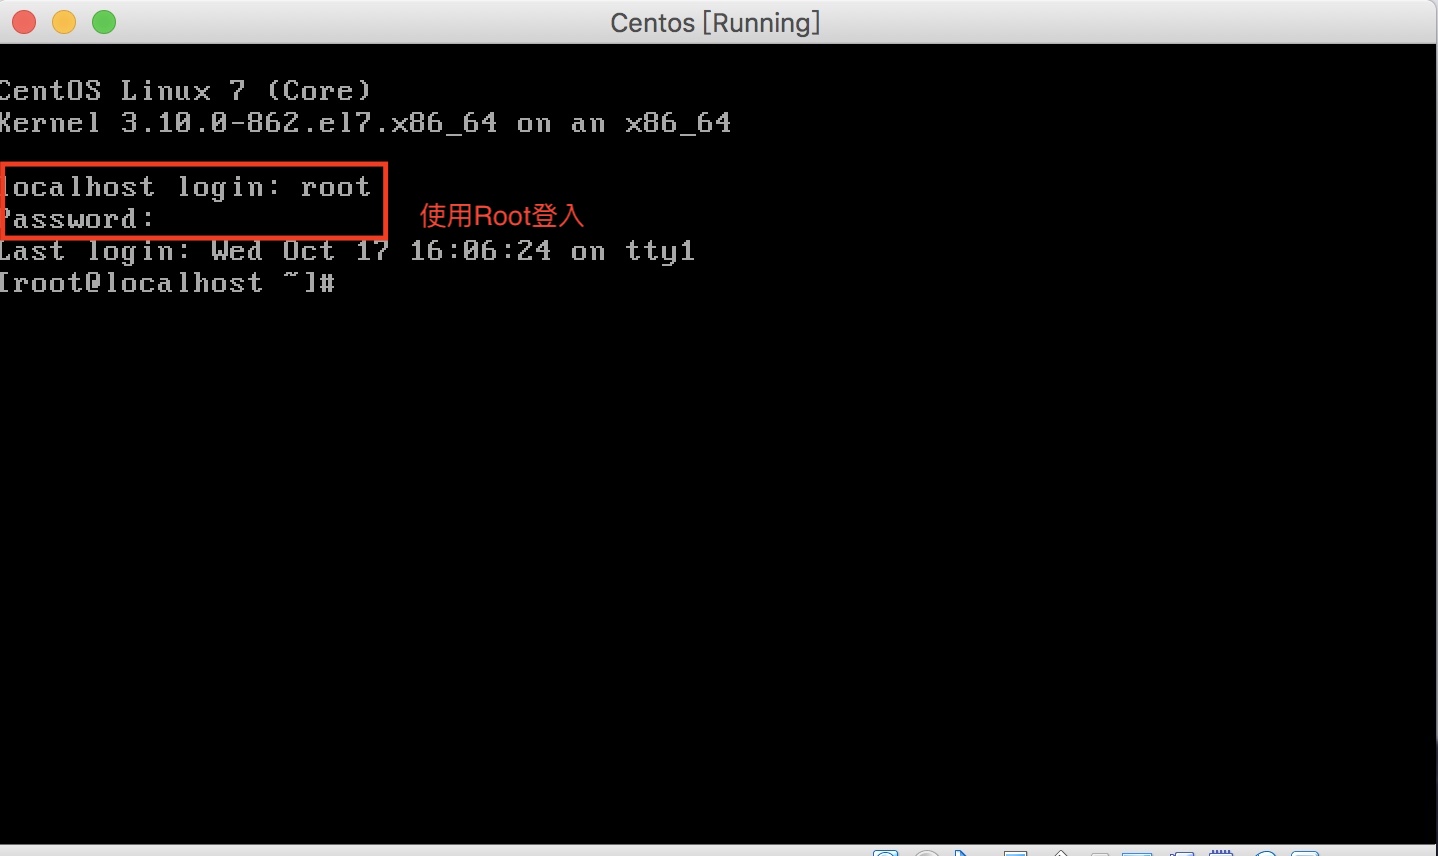 Centos [Running]
CentOS Linux 7 (Core)
Kernel 3.10.0-862.el7.x86_64 on an x86_64
localhost login: root
Password:
使用Root登入
Last login: Wed Oct 17 16:06:24 on tty1
[root@localhost ~]#